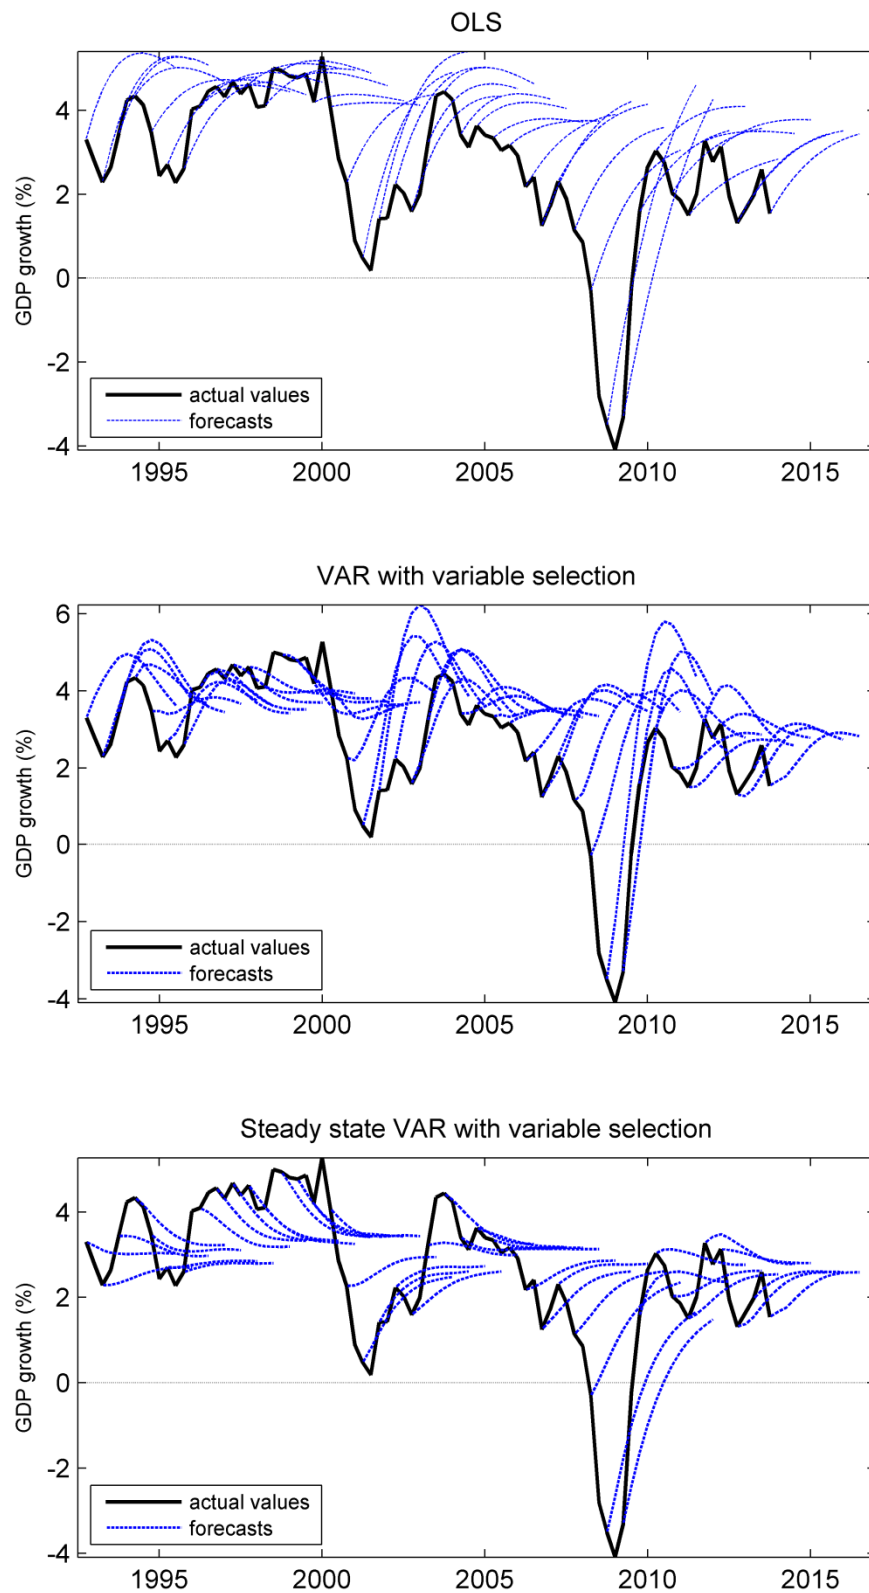 OLS
GDP growth (%)
4
2
0
-2
-4
actual values
forecasts
1995 2000 2005 2010 2015
VAR with variable selection
GDP growth (%)
6
4
2
0
-2
-4
actual values
forecasts
1995 2000 2005 2010 2015
Steady state VAR with variable selection
GDP growth (%)
4
2
0
-2
-4
actual values
forecasts
1995 2000 2005 2010 2015